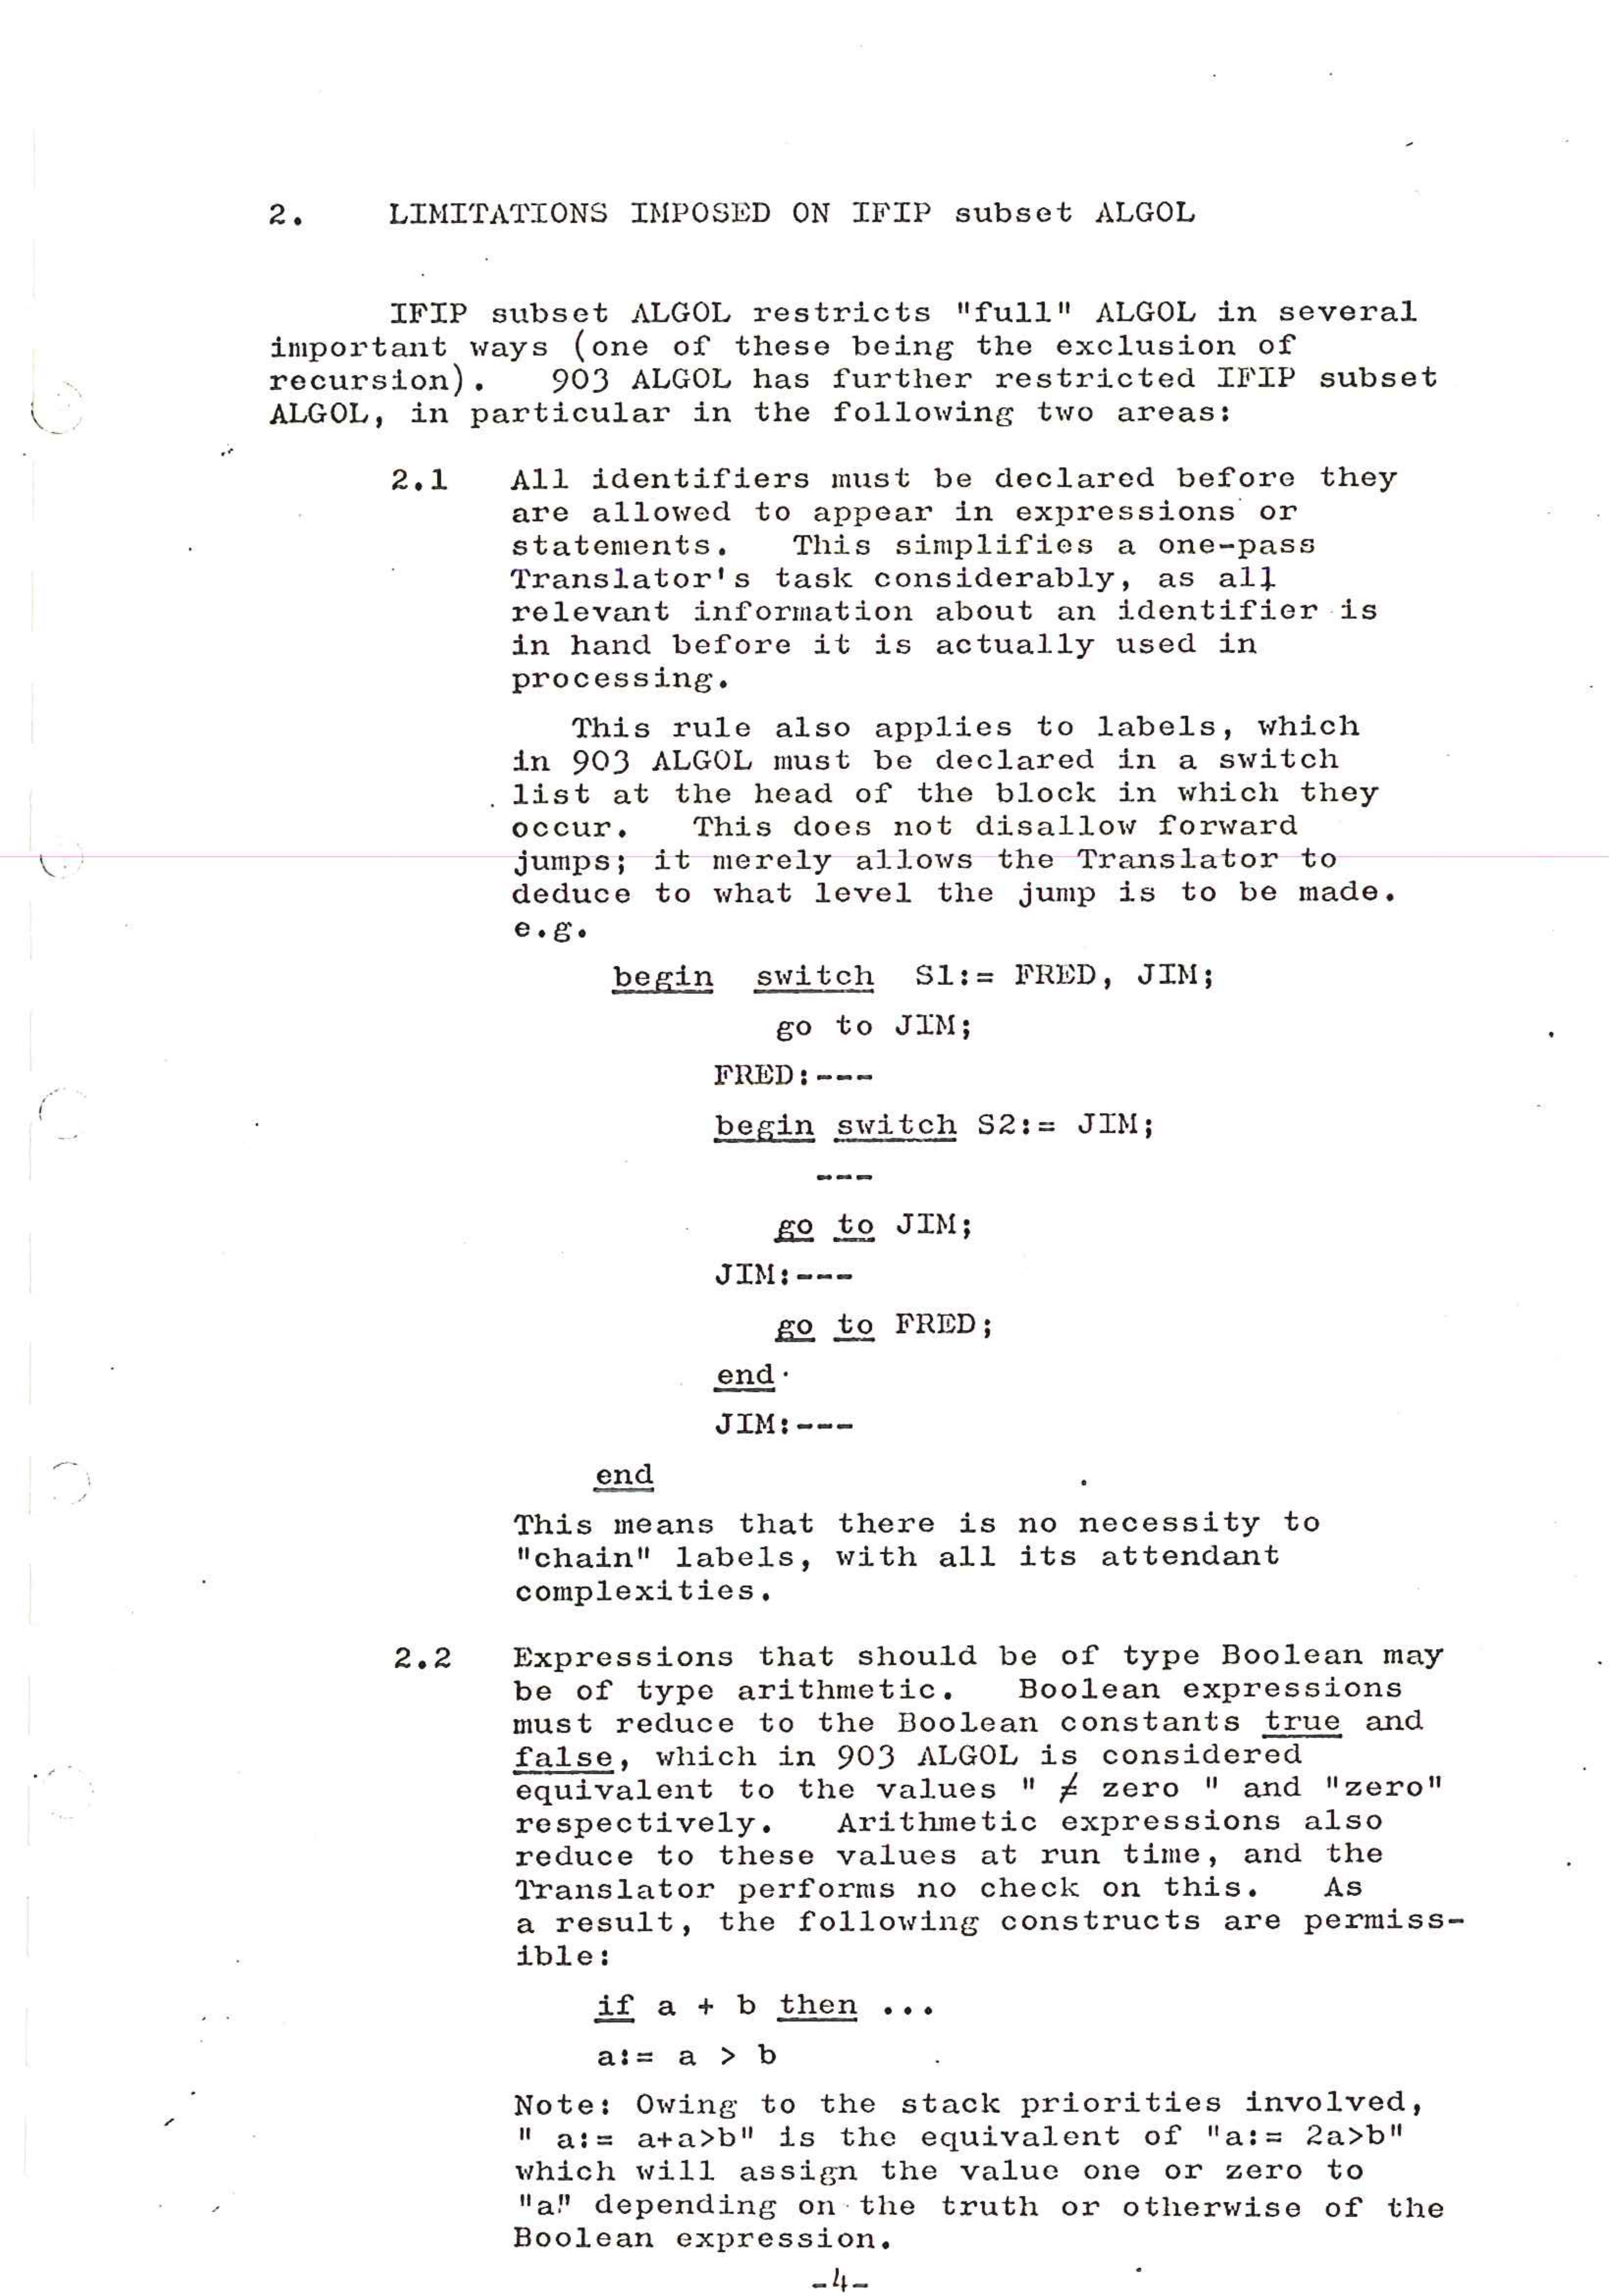 2. LIMITATIONS IMPOSED ON IFIP subset ALGOL
IFIP subset ALGOL restricts "full" ALGOL in several
important ways (one of these being the exclusion of
recursion). 903 ALGOL has further restricted IFIP subset
ALGOL, in particular in the following two areas:
2.1 All identifiers must be declared before they
are allowed to appear in expressions or
statements. This simplifies a one-pass
Translator's task considerably, as all
relevant information about an identifier is
in hand before it is actually used in
processing.
This rule also applies to labels, which
in 903 ALGOL must be declared in a switch
list at the head of the block in which they
occur. This does not disallow forward
jumps; it merely allows the Translator to
deduce to what level the jump is to be made.
e.g.
begin switch S1:= FRED, JIM;
go to JIM;
FRED:---
begin switch S2:= JIM;
---
go to JIM;
JIM:---
go to FRED;
end
JIM:---
end
This means that there is no necessity to
"chain" labels, with all its attendant
complexities.
2.2 Expressions that should be of type Boolean may
be of type arithmetic. Boolean expressions
must reduce to the Boolean constants true and
false, which in 903 ALGOL is considered
equivalent to the values " ≠ zero " and "zero"
respectively. Arithmetic expressions also
reduce to these values at run time, and the
Translator performs no check on this. As
a result, the following constructs are permiss-
ible:
if a + b then ...
a:= a > b
Note: Owing to the stack priorities involved,
" a:= a+a>b" is the equivalent of "a:= 2a>b"
which will assign the value one or zero to
"a" depending on the truth or otherwise of the
Boolean expression.
-4-